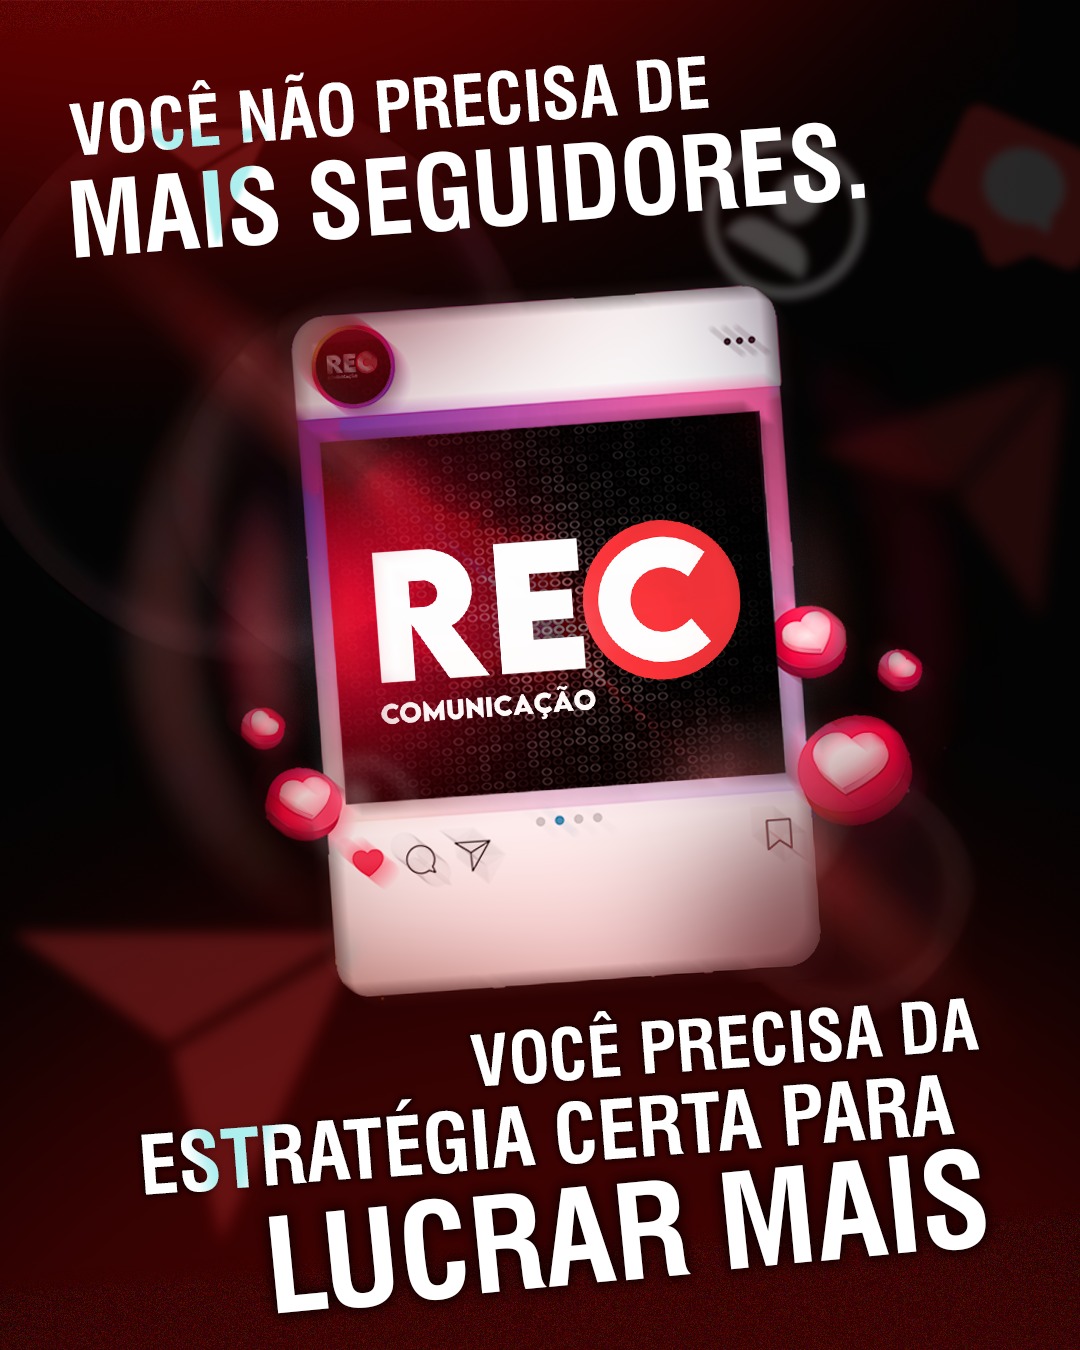 VOCÊ NÃO PRECISA DE
MAIS SEGUIDORES.
REC
REC
COMUNICAÇÃO
VOCÊ PRECISA DA
ESTRATÉGIA CERTA PARA
LUCRAR MAIS